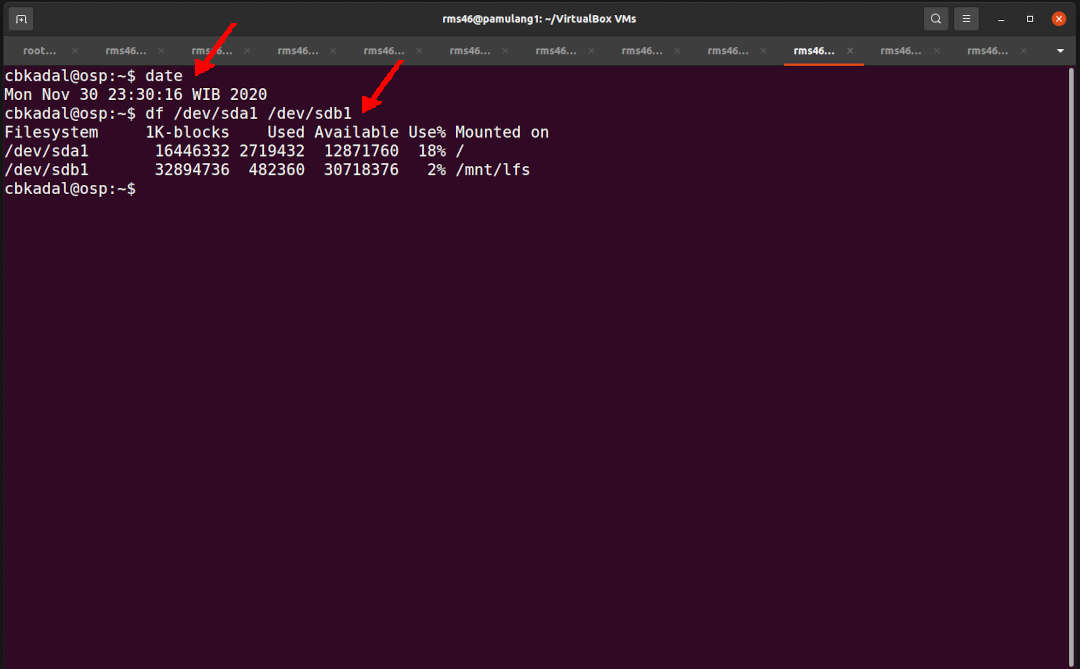 rms46@pamulang1: ~/VirtualBox VMs
root... rms46... rms46... rms46... rms46... rms46... rms46... rms46... rms46... rms46... rms46... rms46...
cbkadal@osp:~$ date
Mon Nov 30 23:30:16 WIB 2020
cbkadal@osp:~$ df /dev/sda1 /dev/sdb1
Filesystem     1K-blocks    Used Available Use% Mounted on
/dev/sda1       16446332 2719432  12871760  18% /
/dev/sdb1       32894736  482360  30718376   2% /mnt/lfs
cbkadal@osp:~$